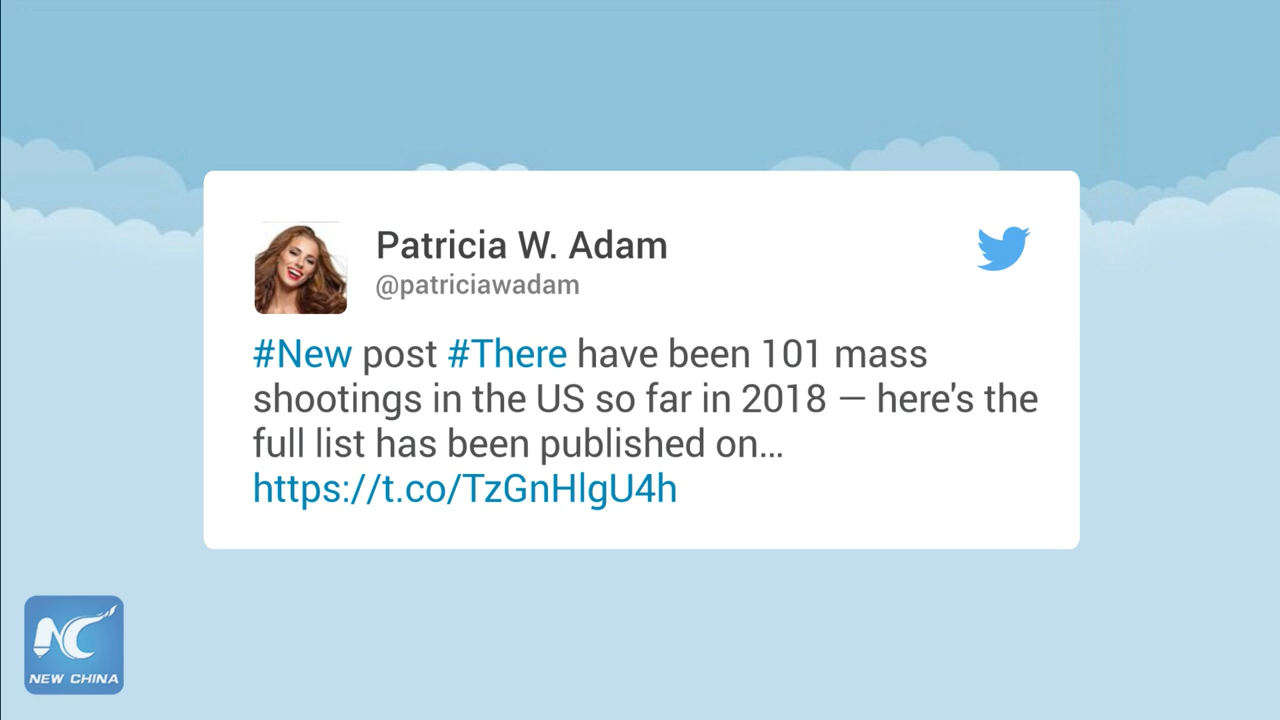 Patricia W. Adam
@patriciawadam
#New post #There have been 101 mass
shootings in the US so far in 2018 — here's the
full list has been published on...
https://t.co/TzGnHlgU4h
NC
NEW CHINA